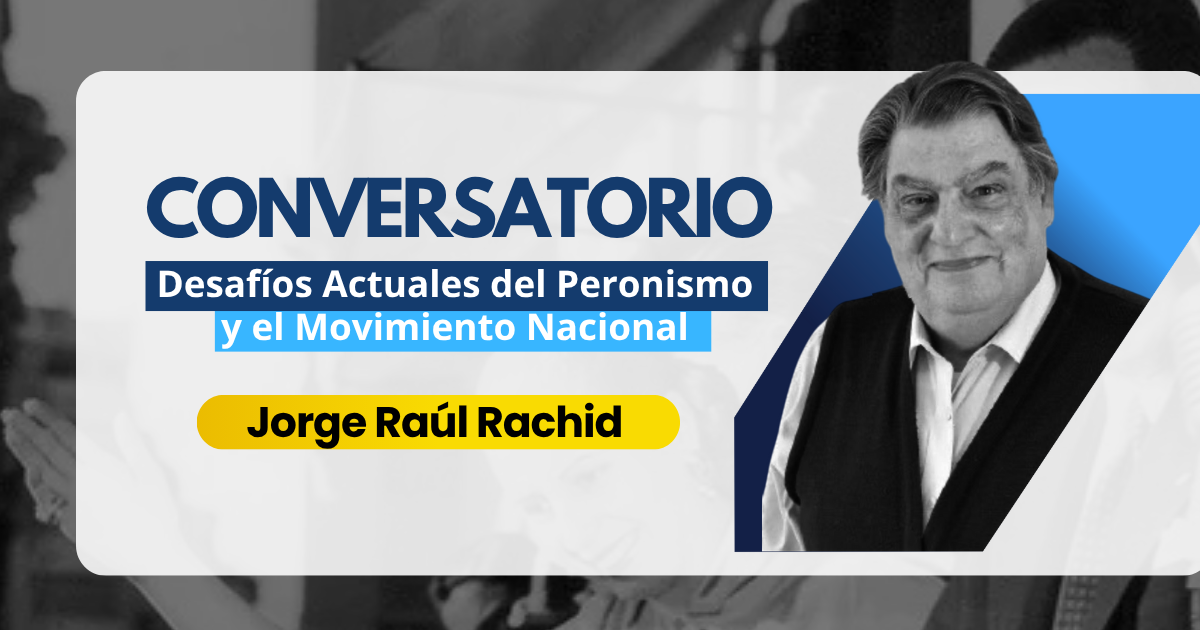 CONVERSATORIO
Desafíos Actuales del Peronismo
y el Movimiento Nacional
Jorge Raúl Rachid